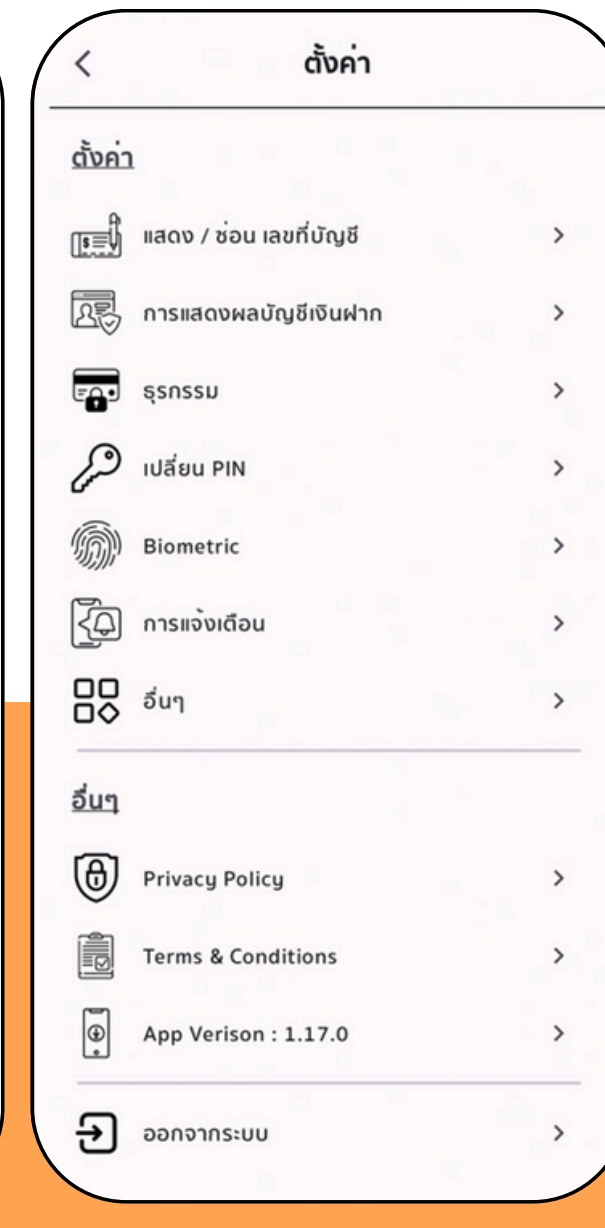 ตั้งค่า
ตั้งค่า
แสดง / ซ่อน เลขที่บัญชี
การแสดงผลบัญชีเงินฝาก
ธุรกรรม
เปลี่ยน PIN
Biometric
การแจ้งเตือน
อื่นๆ
อื่นๆ
Privacy Policy
Terms & Conditions
App Verison : 1.17.0
ออกจากระบบ